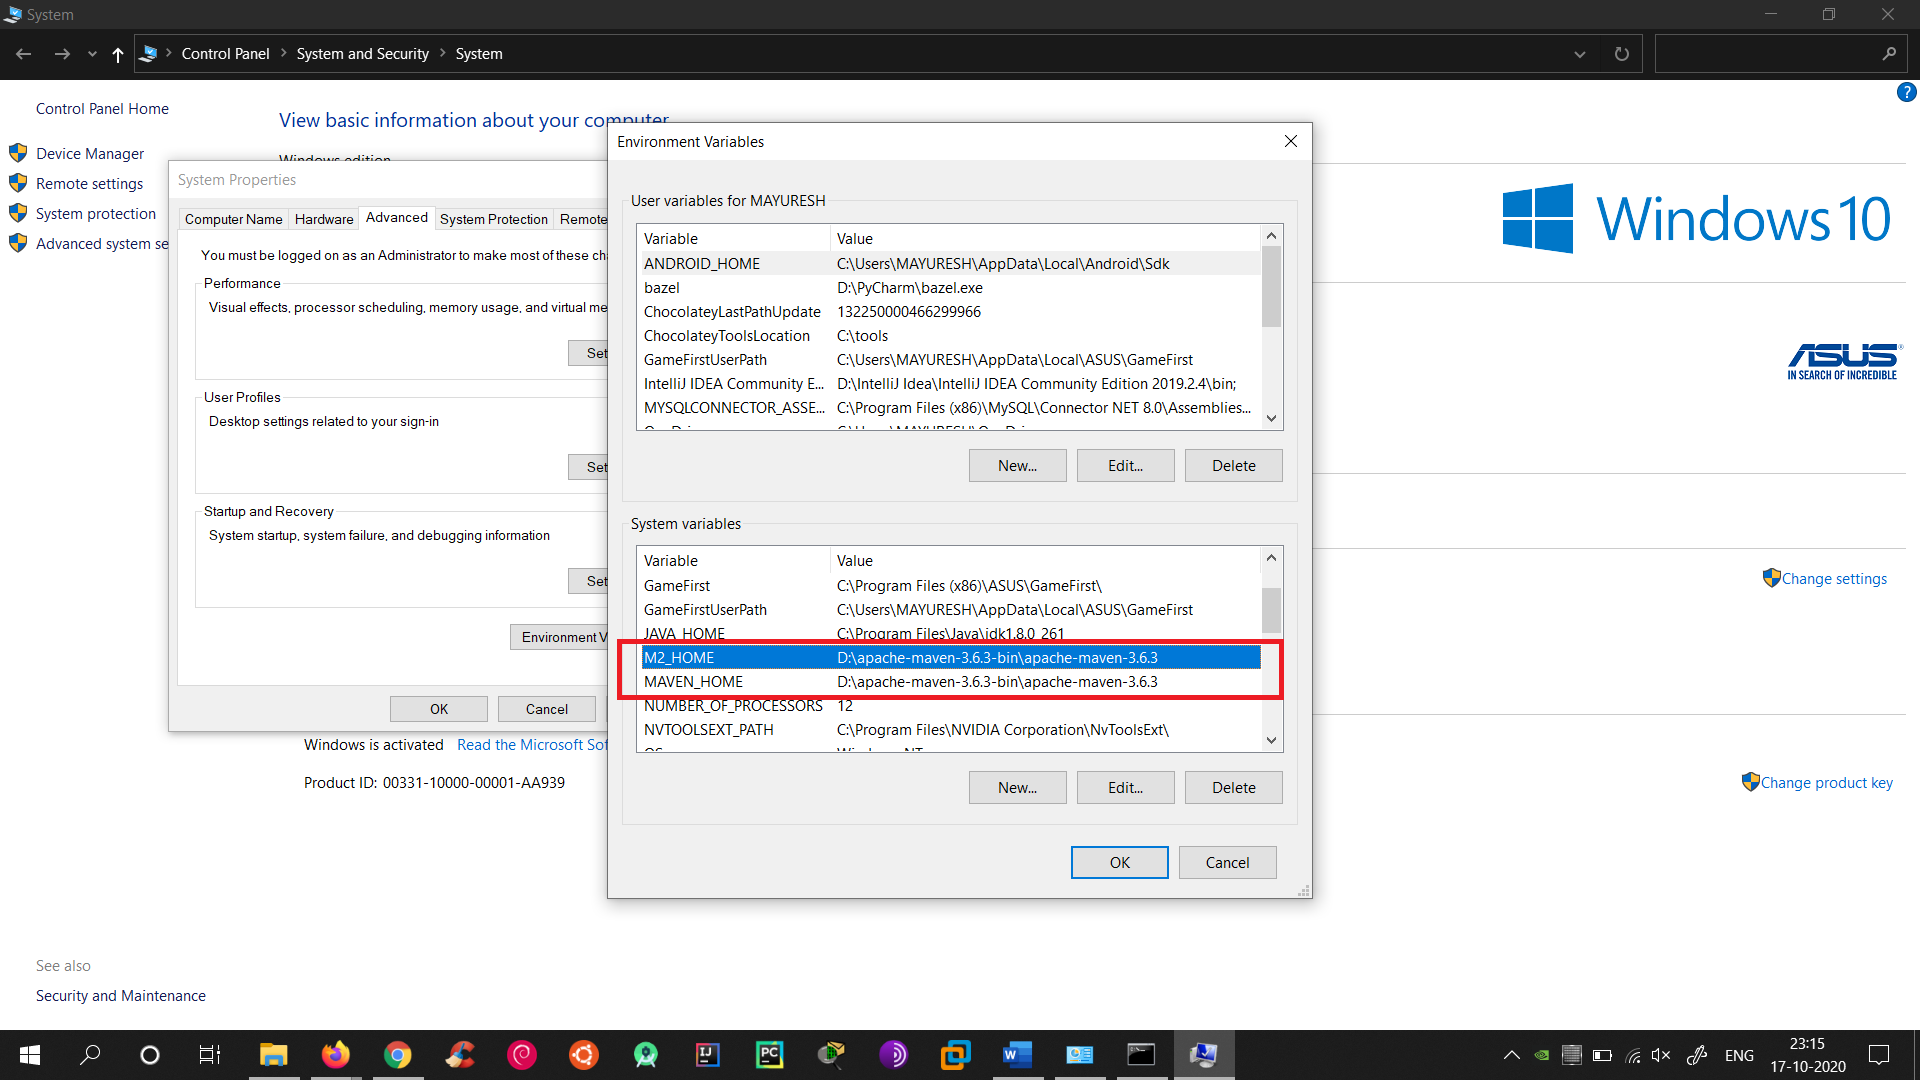 System
Control Panel
System and Security
System
Control Panel Home
Device Manager
Remote settings
System protection
Advanced system se
View basic information about your computer
Windows edition
Windows 10
ASUS
IN SEARCH OF INCREDIBLE
Change settings
Windows is activated Read the Microsoft Sof
Product ID: 00331-10000-00001-AA939
Change product key
See also
Security and Maintenance
System Properties
Computer Name Hardware Advanced System Protection Remote
You must be logged on as an Administrator to make most of these ch
Performance
Visual effects, processor scheduling, memory usage, and virtual me
Set
User Profiles
Desktop settings related to your sign-in
Set
Startup and Recovery
System startup, system failure, and debugging information
Set
Environment V
OK Cancel
Environment Variables
User variables for MAYURESH
Variable Value
ANDROID_HOME C:\Users\MAYURESH\AppData\Local\Android\Sdk
bazel D:\PyCharm\bazel.exe
ChocolateyLastPathUpdate 132250000466299966
ChocolateyToolsLocation C:\tools
GameFirstUserPath C:\Users\MAYURESH\AppData\Local\ASUS\GameFirst
IntelliJ IDEA Community E... D:\IntelliJ Idea\IntelliJ IDEA Community Edition 2019.2.4\bin;
MYSQLCONNECTOR_ASSE... C:\Program Files (x86)\MySQL\Connector NET 8.0\Assemblies...
New... Edit... Delete
System variables
Variable Value
GameFirst C:\Program Files (x86)\ASUS\GameFirst\
GameFirstUserPath C:\Users\MAYURESH\AppData\Local\ASUS\GameFirst
JAVA_HOME C:\Program Files\Java\jdk1.8.0_261
M2_HOME D:\apache-maven-3.6.3-bin\apache-maven-3.6.3
MAVEN_HOME D:\apache-maven-3.6.3-bin\apache-maven-3.6.3
NUMBER_OF_PROCESSORS 12
NVTOOLSEXT_PATH C:\Program Files\NVIDIA Corporation\NvToolsExt\
New... Edit... Delete
OK Cancel
ENG
23:15
17-10-2020